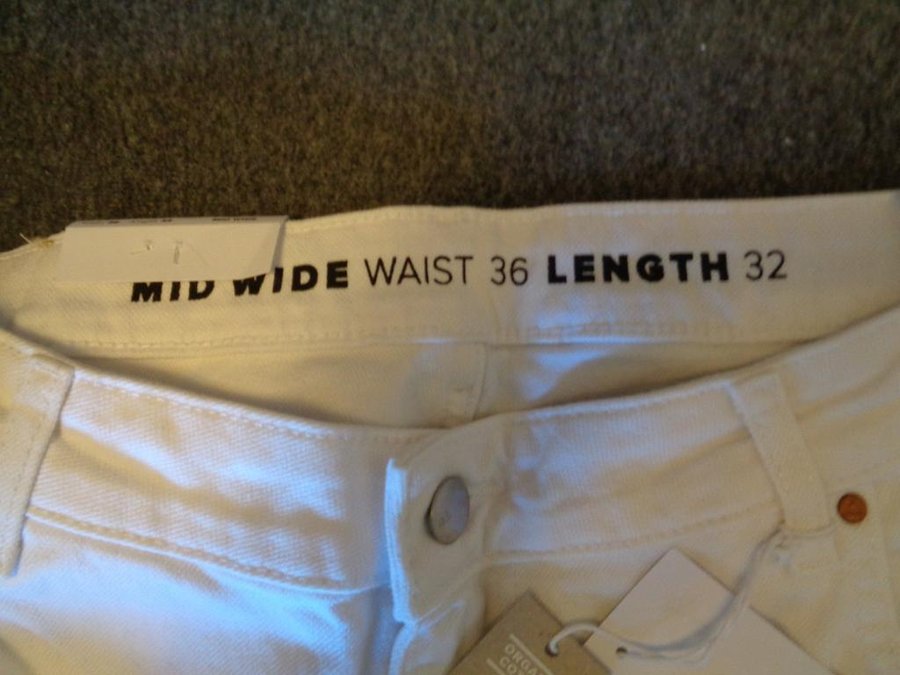 MID WIDE WAIST 36 LENGTH 32